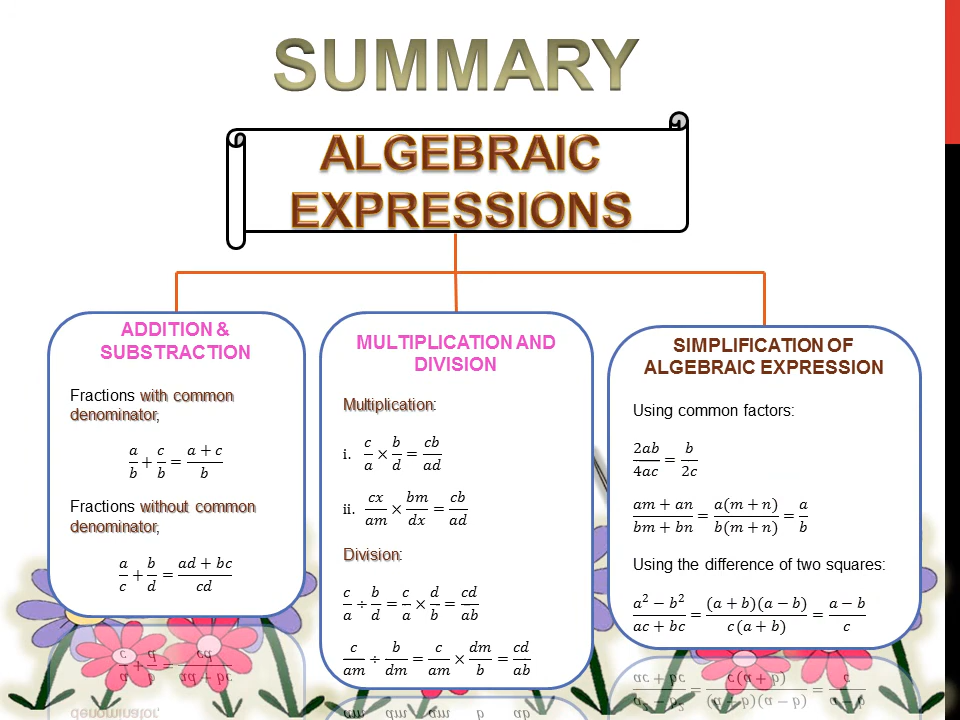 SUMMARY
ALGEBRAIC
EXPRESSIONS
ADDITION &
SUBSTRACTION
Fractions with common
denominator;
a/b + c/b = (a + c)/b
Fractions without common
denominator;
a/c + b/d = (ad + bc)/cd
MULTIPLICATION AND
DIVISION
Multiplication:
i. c/a × b/d = cb/ad
ii. cx/am × bm/dx = cb/ad
Division:
c/a ÷ b/d = c/a × d/b = cd/ab
c/am ÷ b/dm = c/am × dm/b = cd/ab
SIMPLIFICATION OF
ALGEBRAIC EXPRESSION
Using common factors:
2ab/4ac = b/2c
(am + an)/(bm + bn) = a(m + n)/b(m + n) = a/b
Using the difference of two squares:
(a² − b²)/(ac + bc) = (a + b)(a − b)/c(a + b) = (a − b)/c